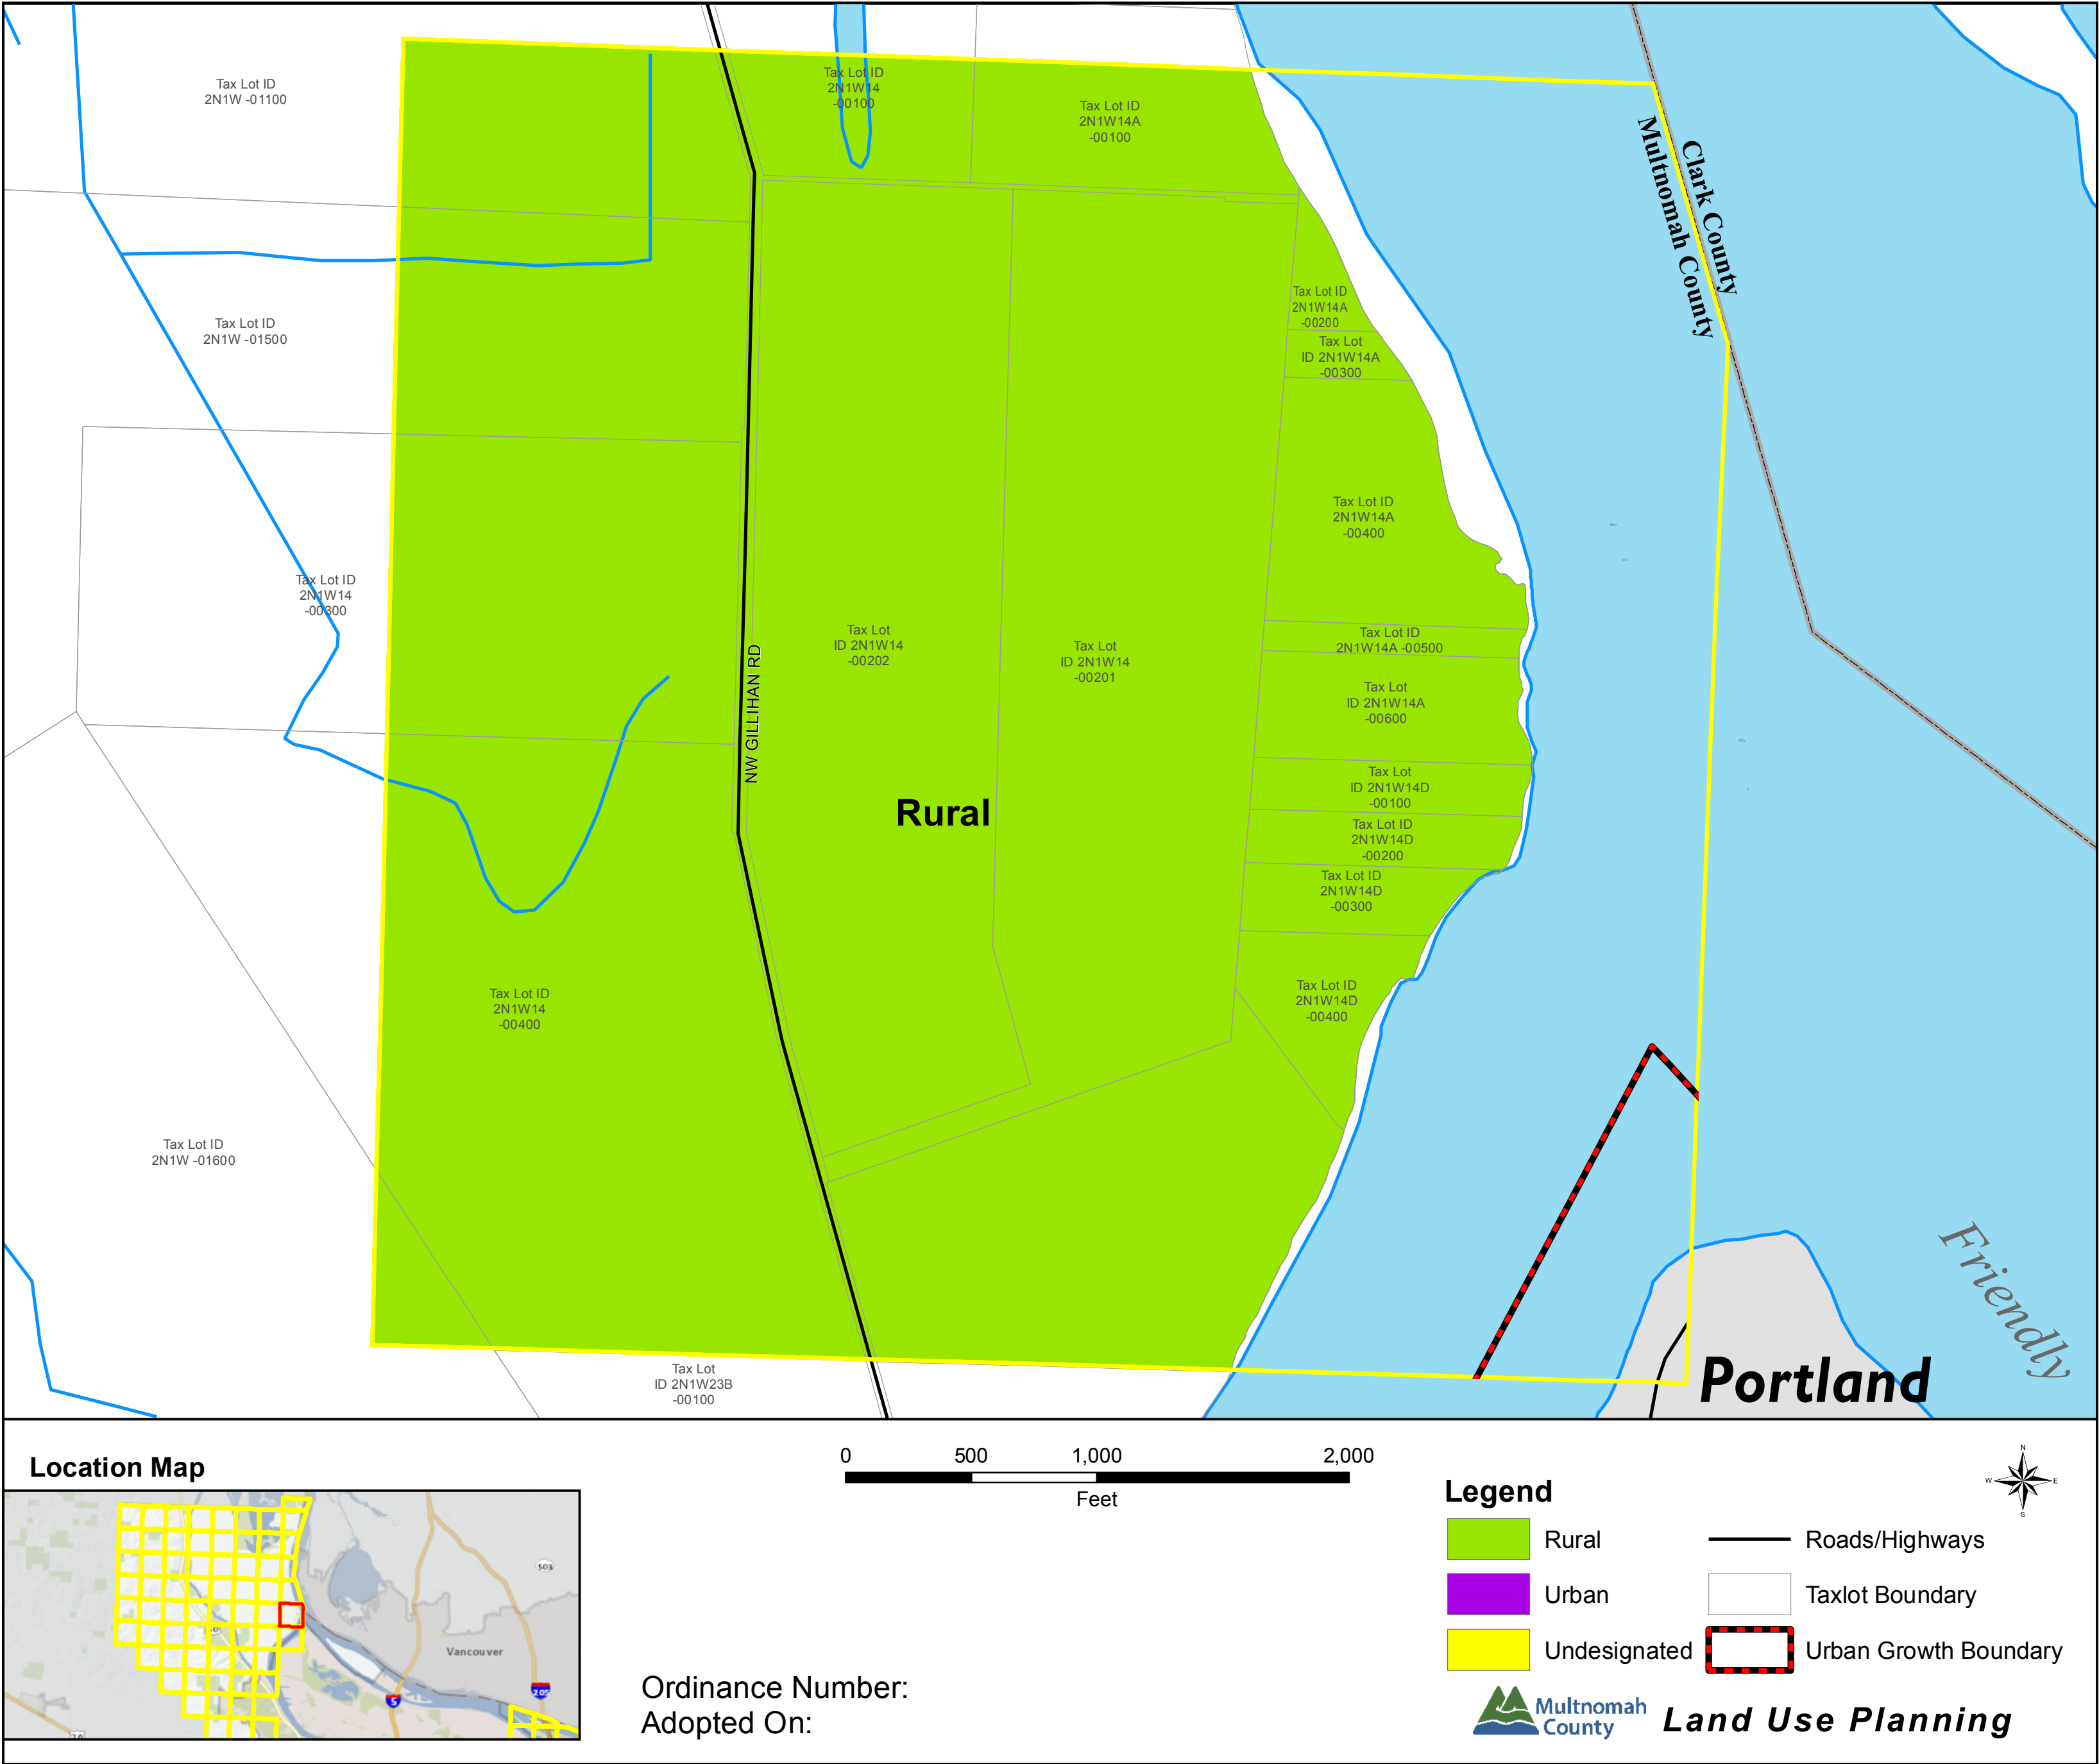 Tax Lot ID
2N1W -01100
Tax Lot ID
2N1W14
-00100
Tax Lot ID
2N1W14A
-00100
Clark County
Multnomah County
Tax Lot ID
2N1W -01500
Tax Lot ID
2N1W14A
-00200
Tax Lot
ID 2N1W14A
-00300
Tax Lot ID
2N1W14A
-00400
Tax Lot ID
2N1W14
-00300
Tax Lot
ID 2N1W14
-00202
Tax Lot
ID 2N1W14
-00201
Tax Lot ID
2N1W14A -00500
Tax Lot
ID 2N1W14A
-00600
NW GILLIHAN RD
Tax Lot
ID 2N1W14D
-00100
Rural
Tax Lot ID
2N1W14D
-00200
Tax Lot ID
2N1W14D
-00300
Tax Lot ID
2N1W14
-00400
Tax Lot ID
2N1W14D
-00400
Tax Lot ID
2N1W -01600
Friendly
Tax Lot
ID 2N1W23B
-00100
Portland
Location Map
503
Vancouver
5
205
0 500 1,000 2,000
Feet
Ordinance Number:
Adopted On:
Legend
Rural
Urban
Undesignated
Roads/Highways
Taxlot Boundary
Urban Growth Boundary
N
W E
S
Multnomah
County
Land Use Planning